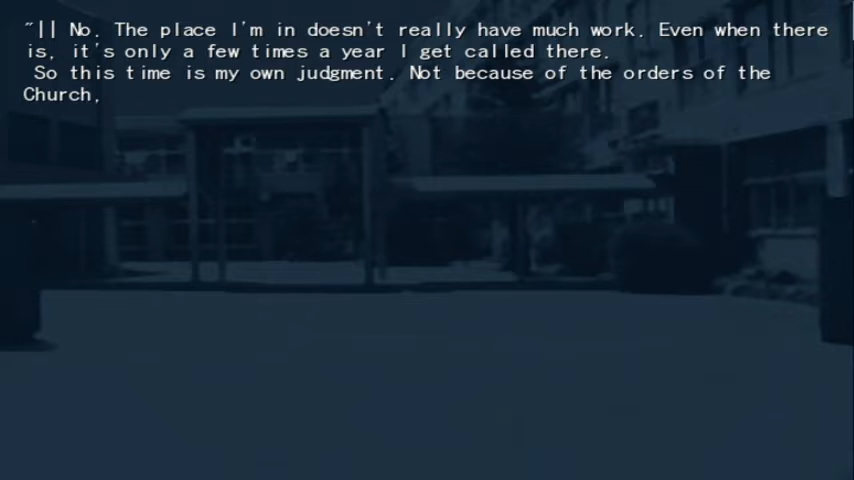 "|| No. The place I'm in doesn't really have much work. Even when there
is, it's only a few times a year I get called there.
So this time is my own judgment. Not because of the orders of the
Church,